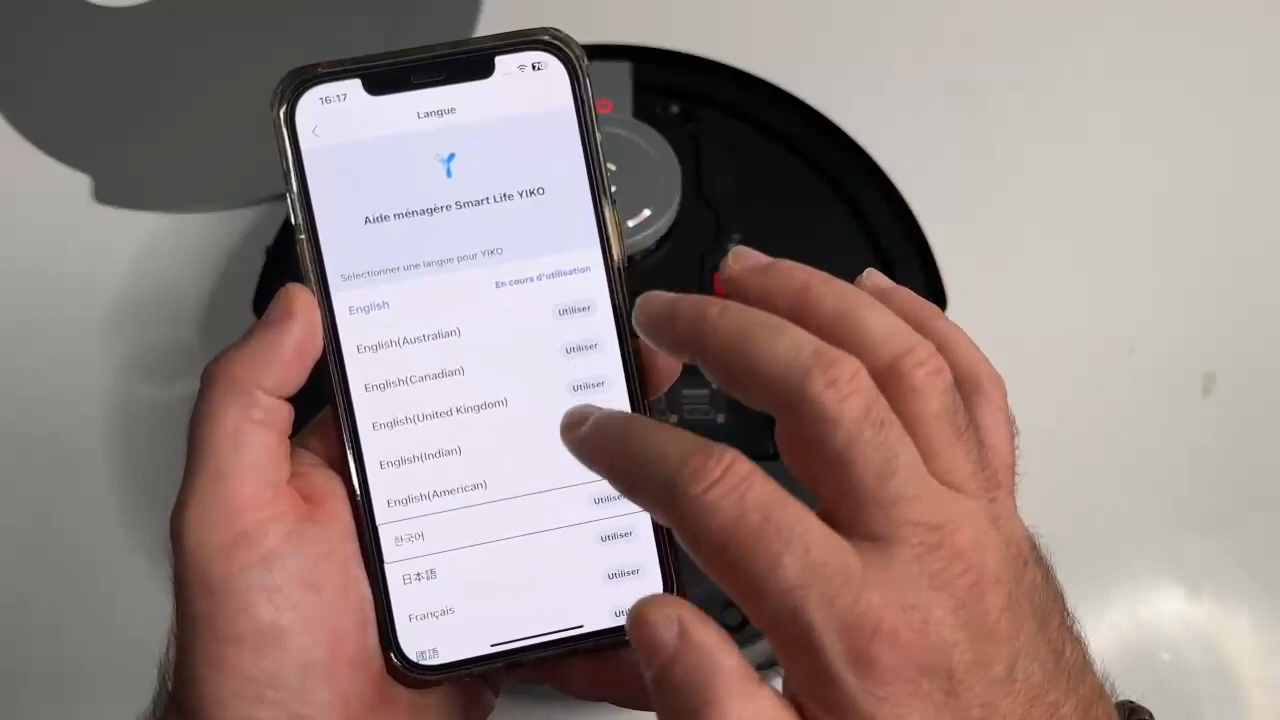 16:17
70
Langue
Aide ménagère Smart Life YIKO
Sélectionner une langue pour YIKO
English En cours d'utilisation
English(Australian) Utiliser
English(Canadian) Utiliser
English(United Kingdom) Utiliser
English(Indian)
English(American)
한국어 Utiliser
日本語 Utiliser
Français Utiliser
國語 Uti